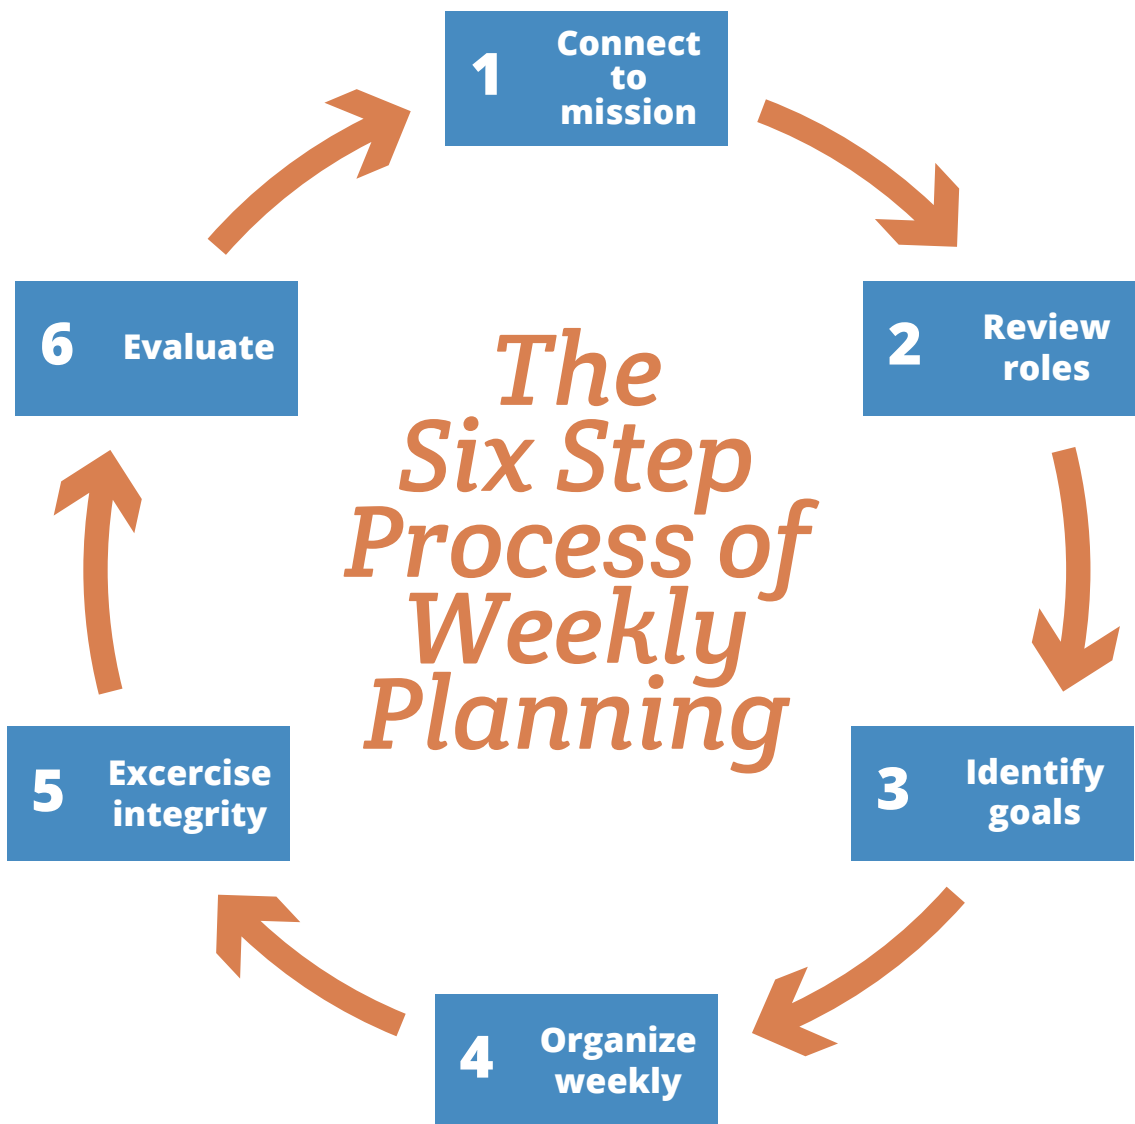 1
Connect
to
mission
2
Review
roles
3
Identify
goals
4
Organize
weekly
5
Excercise
integrity
6
Evaluate
The
Six Step
Process of
Weekly
Planning